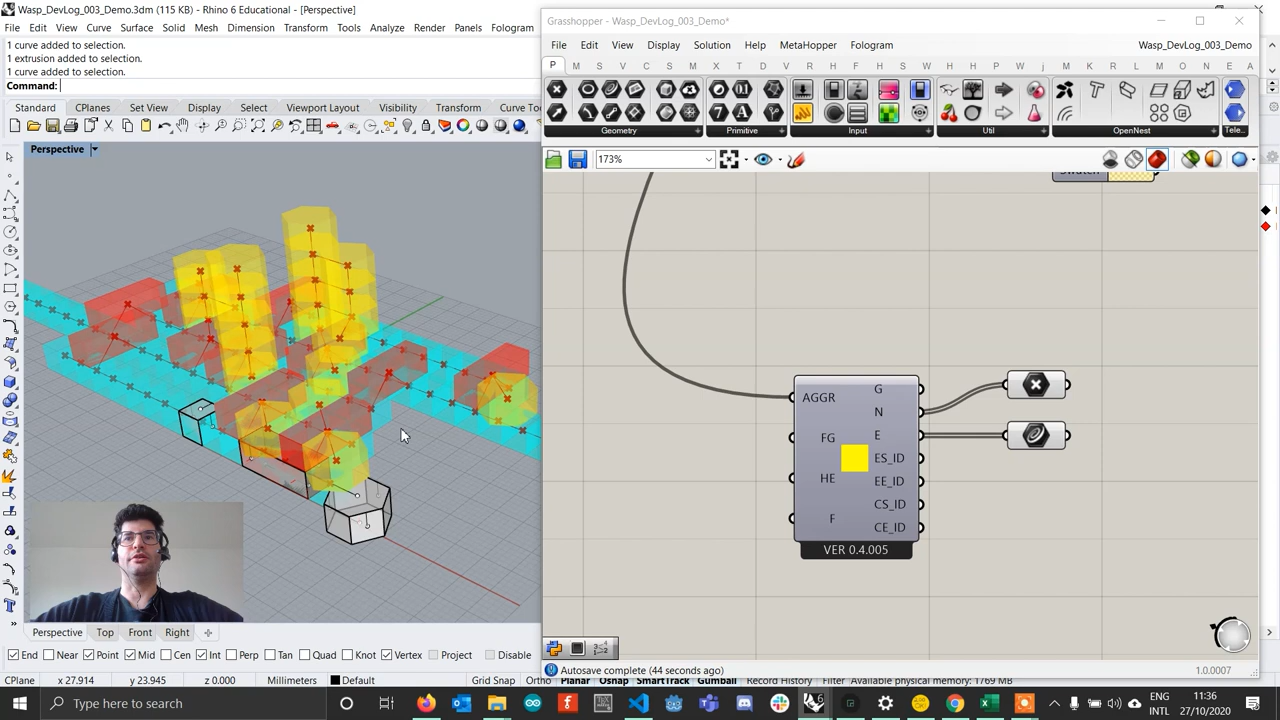 Wasp_DevLog_003_Demo.3dm (115 KB) - Rhino 6 Educational - [Perspective]
File Edit View Curve Surface Solid Mesh Dimension Transform Tools Analyze Render Panels Fologram
1 curve added to selection.
1 extrusion added to selection.
1 curve added to selection.
Command:
Standard CPlanes Set View Display Select Viewport Layout Visibility Transform Curve To
Perspective
Perspective Top Front Right
End Near Point Mid Cen Int Perp Tan Quad Knot Vertex Project Disable
CPlane X 27.914 Y 23.945 Z 0.000 Millimeters Default Grid Snap Ortho Planar Osnap SmartTrack Gumball Record History Filter Available physical memory: 1769 MB
Grasshopper - Wasp_DevLog_003_Demo*
File Edit View Display Solution Help MetaHopper Fologram Wasp_DevLog_003_Demo
Geometry Primitive Input Util OpenNest Tele...
173%
Swatch
AGGR
FG
HE
F
G
N
E
ES_ID
EE_ID
CS_ID
CE_ID
VER 0.4.005
Autosave complete (44 seconds ago) 1.0.0007
Type here to search
ENG
INTL
11:36
27/10/2020